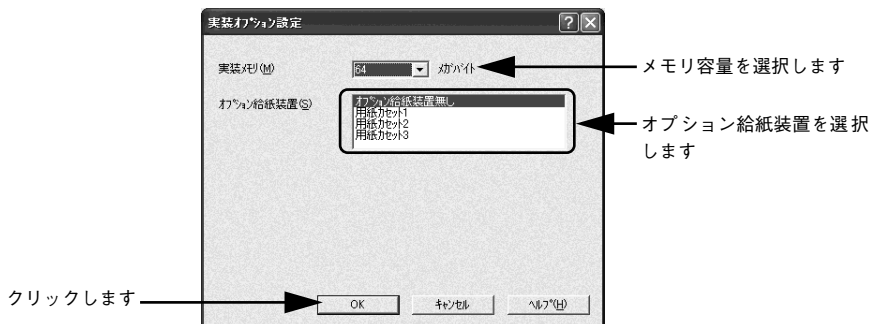 実装オプション設定
実装メモリ(M)
64
メガバイト
メモリ容量を選択します
オプション給紙装置(S)
オプション給紙装置無し
用紙カセット1
用紙カセット2
用紙カセット3
オプション給紙装置を選択
します
クリックします
OK
キャンセル
ヘルプ(H)